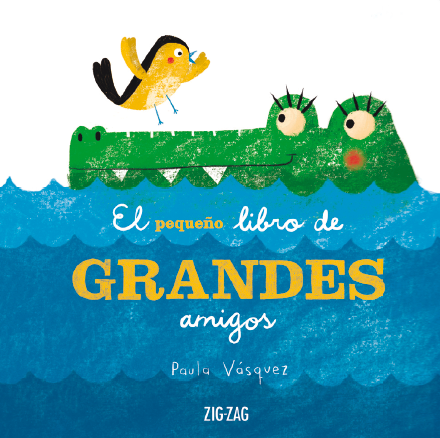 El pequeño libro de
GRANDES
amigos
Paula Vásquez
ZIG-ZAG